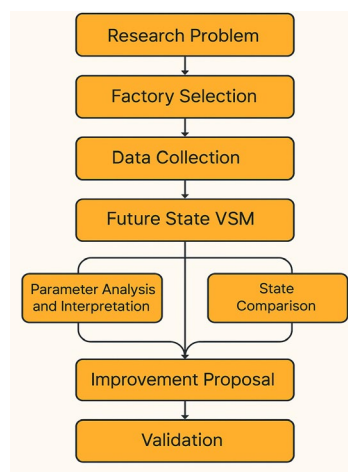 Research Problem
Factory Selection
Data Collection
Future State VSM
Parameter Analysis
and Interpretation
State
Comparison
Improvement Proposal
Validation